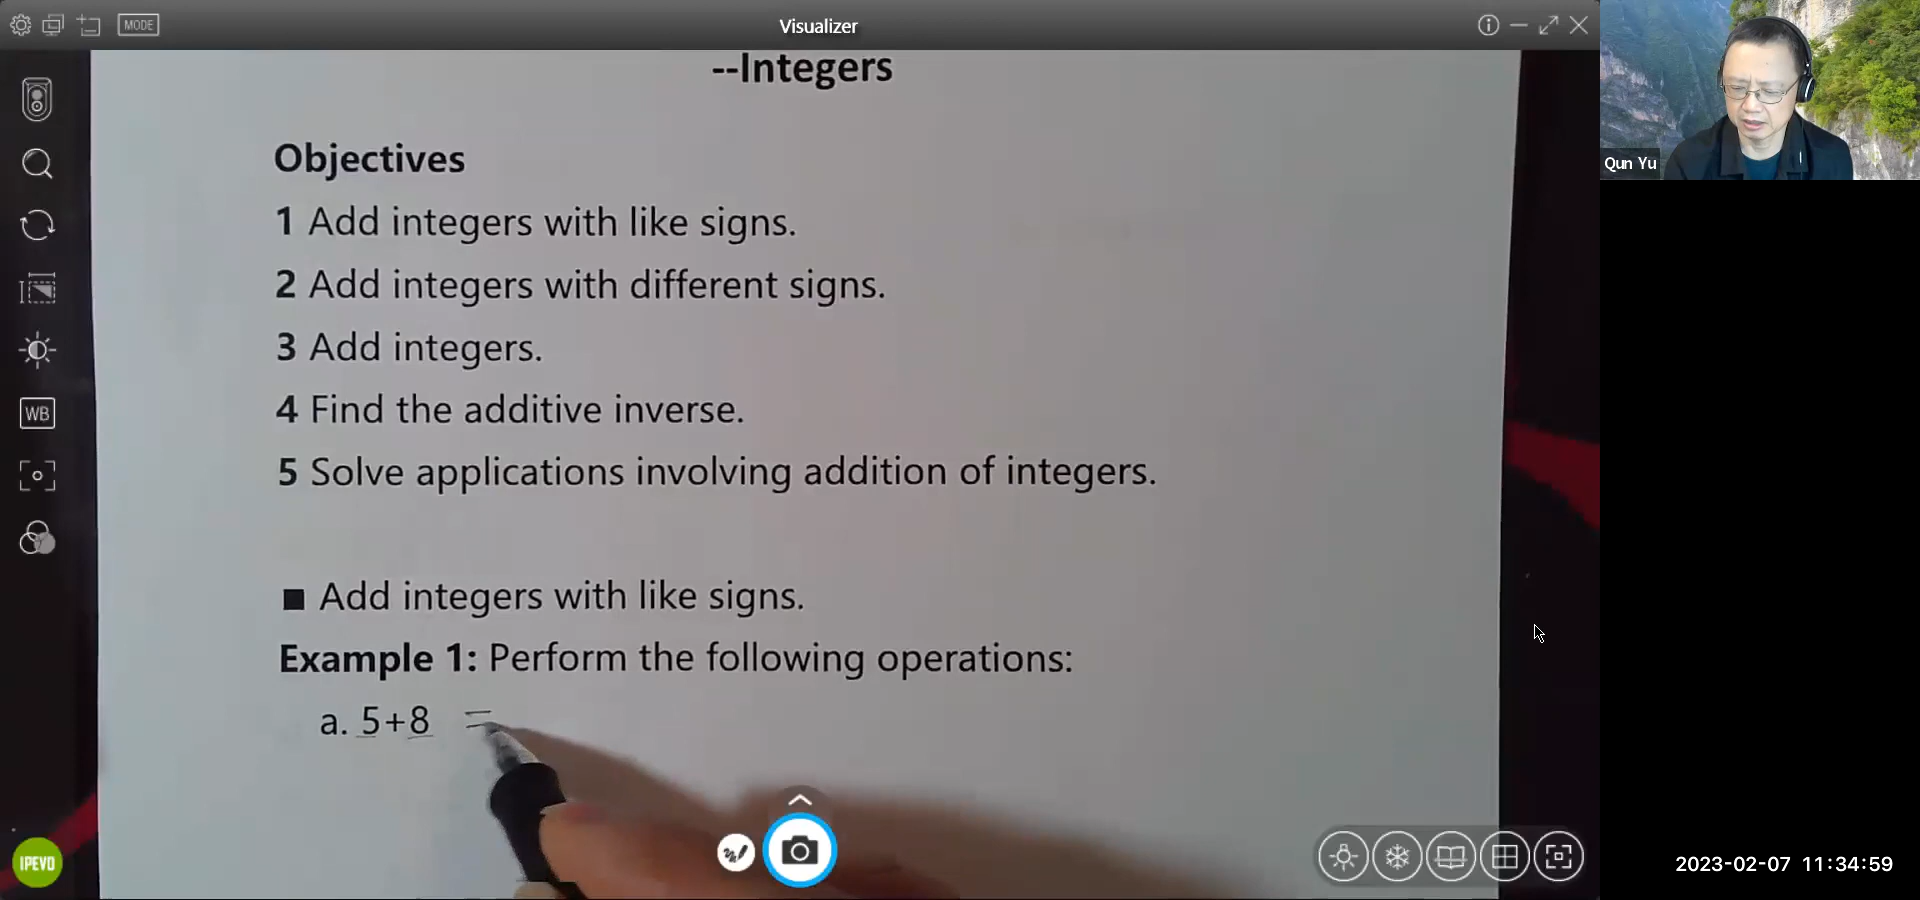 MODE
Visualizer
--Integers
Objectives
1 Add integers with like signs.
2 Add integers with different signs.
3 Add integers.
4 Find the additive inverse.
5 Solve applications involving addition of integers.
■ Add integers with like signs.
Example 1: Perform the following operations:
a. 5+8 =
WB
IPEVO
Qun Yu
2023-02-07 11:34:59